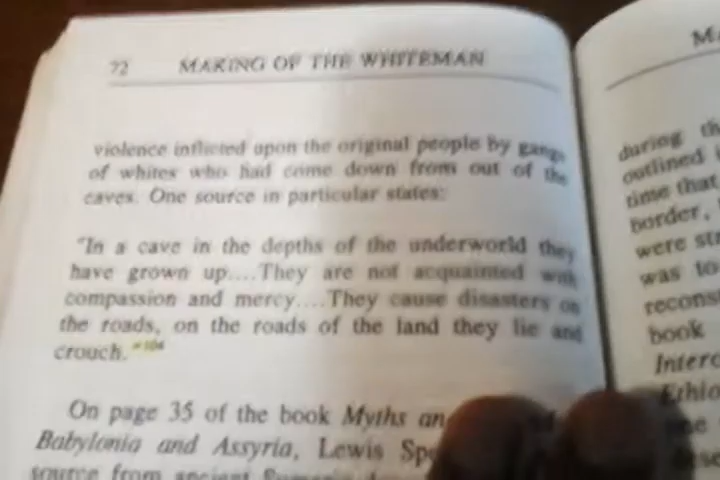 72 MAKING OF THE WHITEMAN
violence inflicted upon the original people by gangs
of whites who had come down from out of the
caves. One source in particular states:
"In a cave in the depths of the underworld they
have grown up....They are not acquainted with
compassion and mercy....They cause disasters on
the roads, on the roads of the land they lie and
crouch."104
On page 35 of the book Myths an
Babylonia and Assyria, Lewis Spe
source from ancient
during th
outlined
time that
border,
were str
was to
recons
book
Interc
Ethio